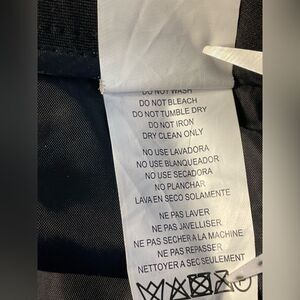 DO NOT WASH
DO NOT BLEACH
DO NOT TUMBLE DRY
DO NOT IRON
DRY CLEAN ONLY
NO USE LAVADORA
NO USE BLANQUEADOR
NO USE SECADORA
NO PLANCHAR
LAVA EN SECO SOLAMENTE
NE PAS LAVER
NE PAS JAVELLISER
NE PAS SECHER A LA MACHINE
NE PAS REPASSER
NETTOYER A SEC SEULEMENT